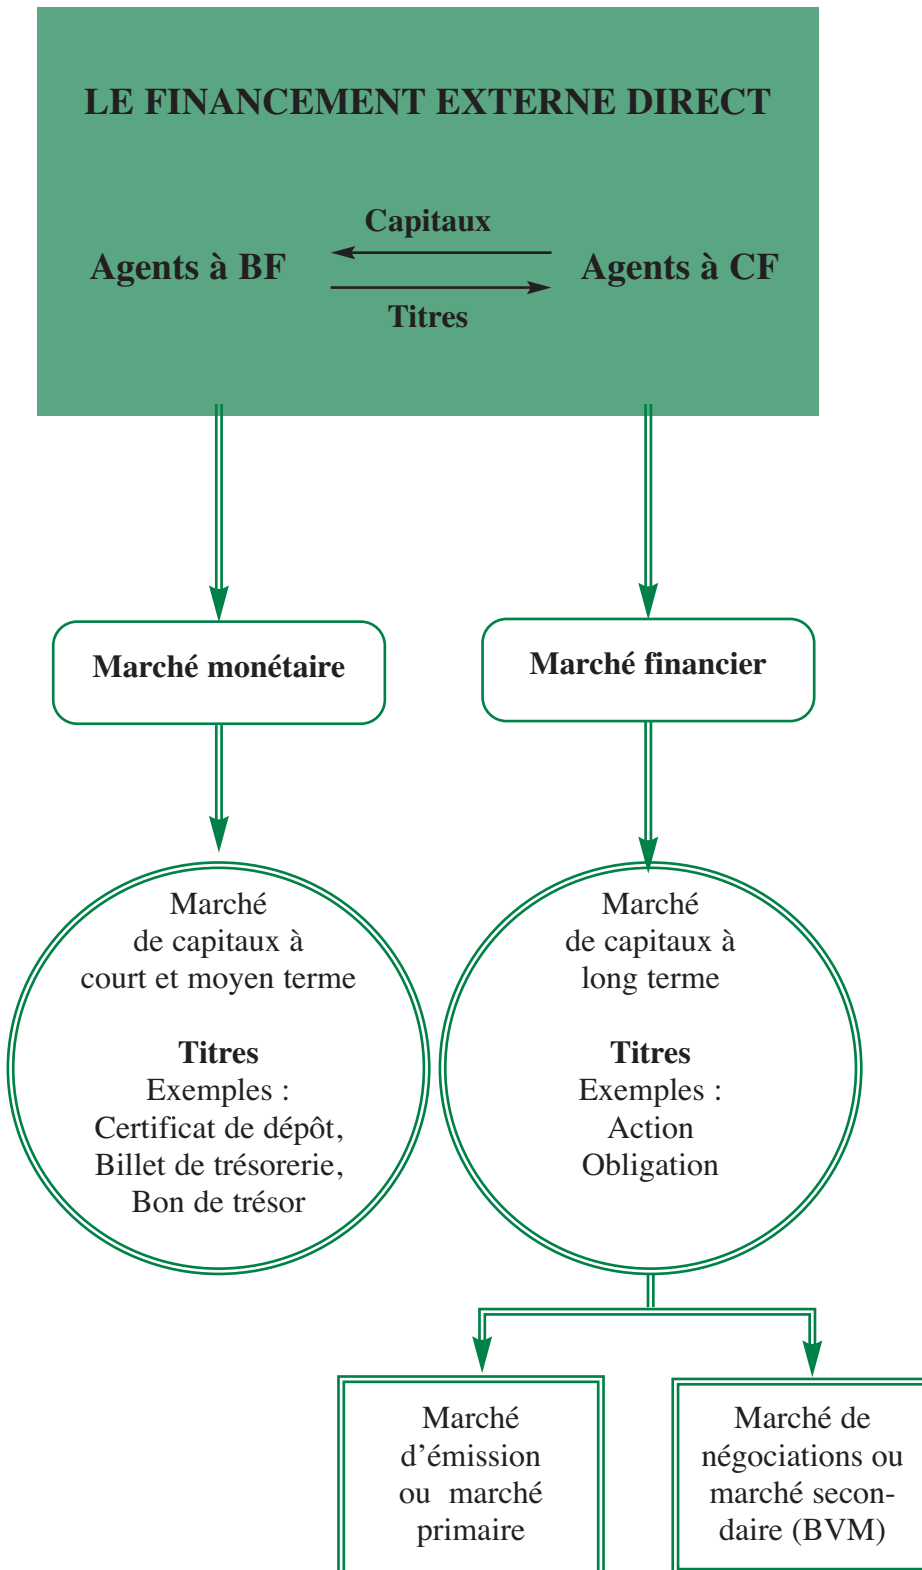 LE FINANCEMENT EXTERNE DIRECT
Capitaux
Agents à BF
Agents à CF
Titres
Marché monétaire
Marché financier
Marché
de capitaux à
court et moyen terme
Titres
Exemples :
Certificat de dépôt,
Billet de trésorerie,
Bon de trésor
Marché
de capitaux à
long terme
Titres
Exemples :
Action
Obligation
Marché
d'émission
ou marché
primaire
Marché de
négociations ou
marché secon-
daire (BVM)